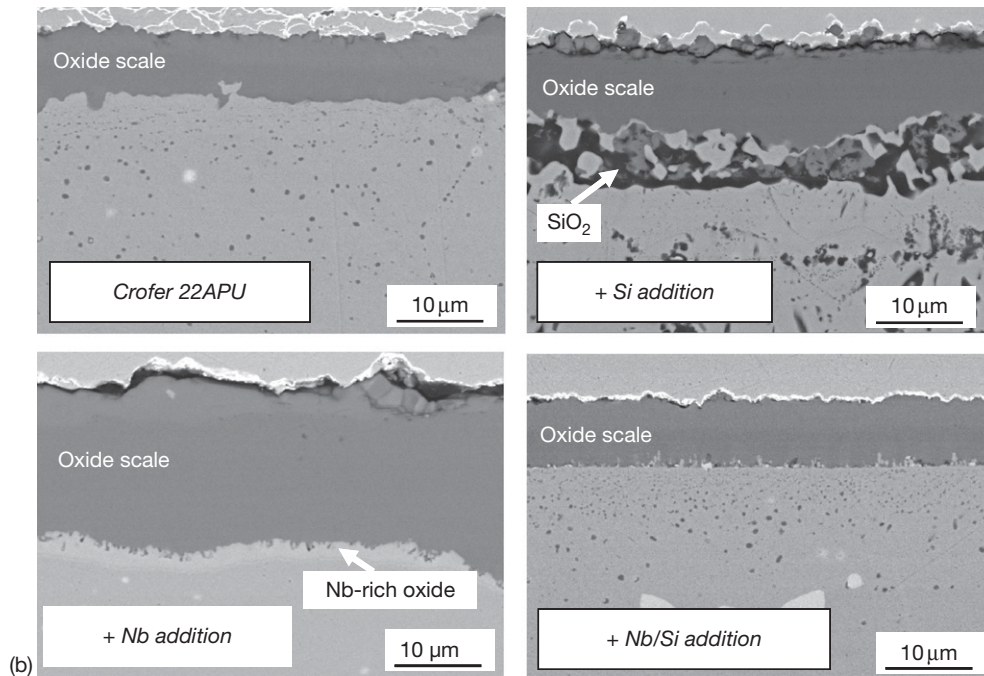 Oxide scale
Crofer 22APU
10 µm
Oxide scale
SiO₂
+ Si addition
10 µm
Oxide scale
Nb-rich oxide
+ Nb addition
10 µm
Oxide scale
+ Nb/Si addition
10 µm
(b)